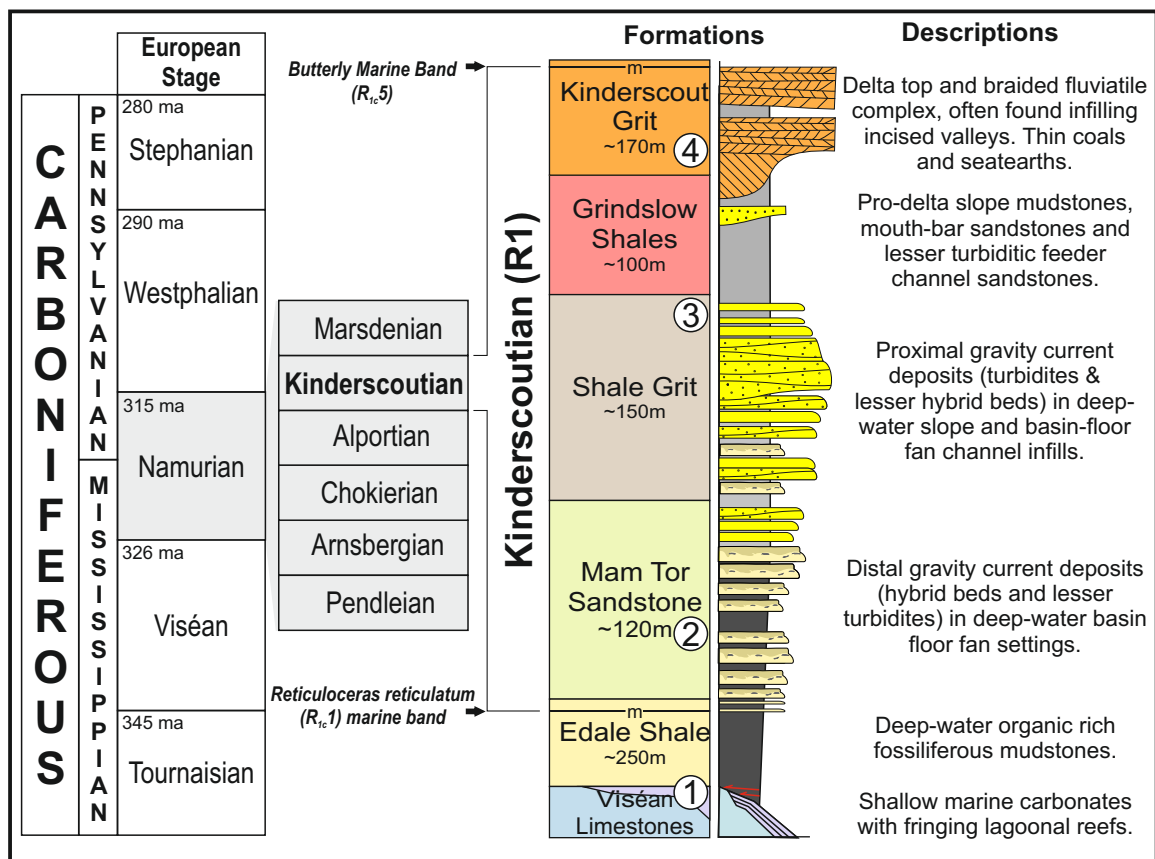 European
Stage
CARBONIFEROUS
PENNSYLVANIAN
MISSISSIPPIAN
280 ma
Stephanian
290 ma
Westphalian
315 ma
Namurian
326 ma
Viséan
345 ma
Tournaisian
Marsdenian
Kinderscoutian
Alportian
Chokierian
Arnsbergian
Pendleian
Butterly Marine Band
(R1c5)
Reticuloceras reticulatum
(R1c1) marine band
Kinderscoutian (R1)
Formations
m
Kinderscout
Grit
~170m
4
Grindslow
Shales
~100m
3
Shale Grit
~150m
Mam Tor
Sandstone
~120m
2
m
Edale Shale
~250m
1
Viséan
Limestones
Descriptions
Delta top and braided fluviatile
complex, often found infilling
incised valleys. Thin coals
and seatearths.
Pro-delta slope mudstones,
mouth-bar sandstones and
lesser turbiditic feeder
channel sandstones.
Proximal gravity current
deposits (turbidites &
lesser hybrid beds) in deep-
water slope and basin-floor
fan channel infills.
Distal gravity current deposits
(hybrid beds and lesser
turbidites) in deep-water basin
floor fan settings.
Deep-water organic rich
fossiliferous mudstones.
Shallow marine carbonates
with fringing lagoonal reefs.